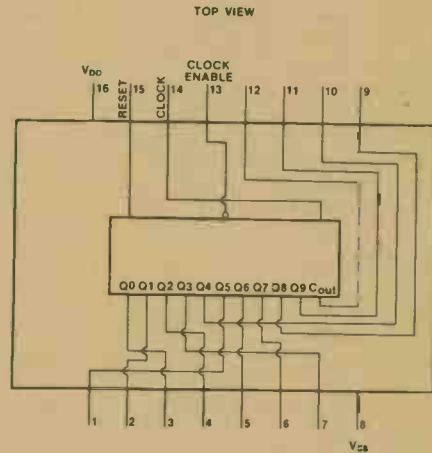 TOP VIEW
CLOCK
ENABLE
VDD
RESET
CLOCK
16 15 14 13 12 11 10 9
Q0 Q1 Q2 Q3 Q4 Q5 Q6 Q7 Q8 Q9 Cout
1 2 3 4 5 6 7 8